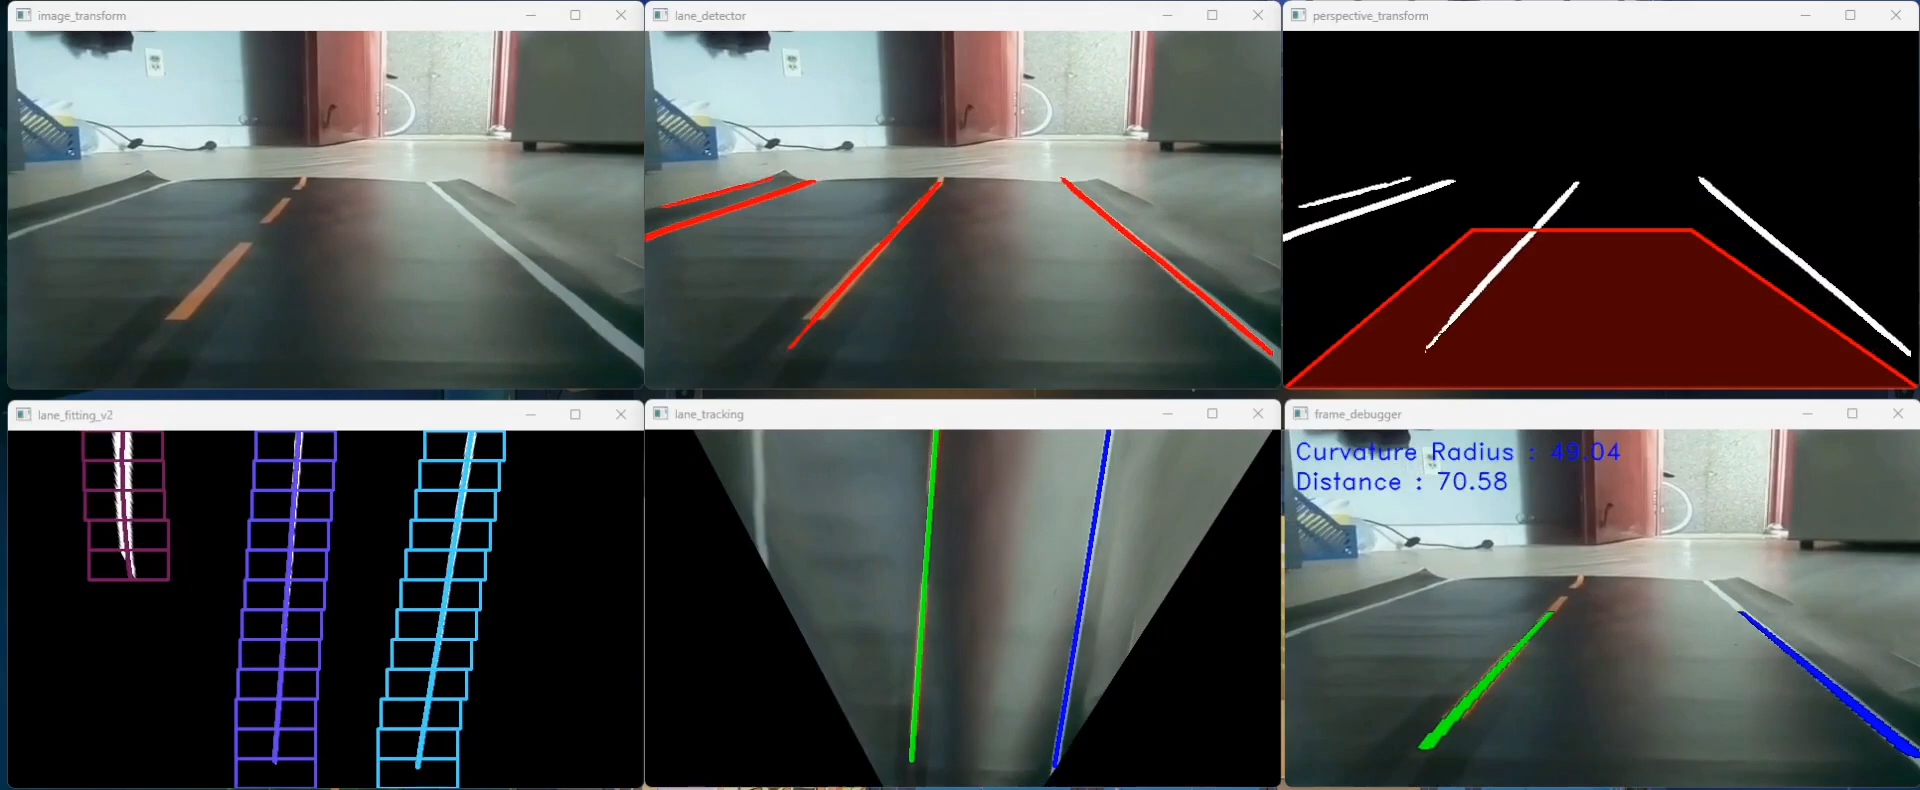 image_transform
lane_detector
perspective_transform
lane_fitting_v2
lane_tracking
frame_debugger
Curvature Radius : 49.04
Distance : 70.58